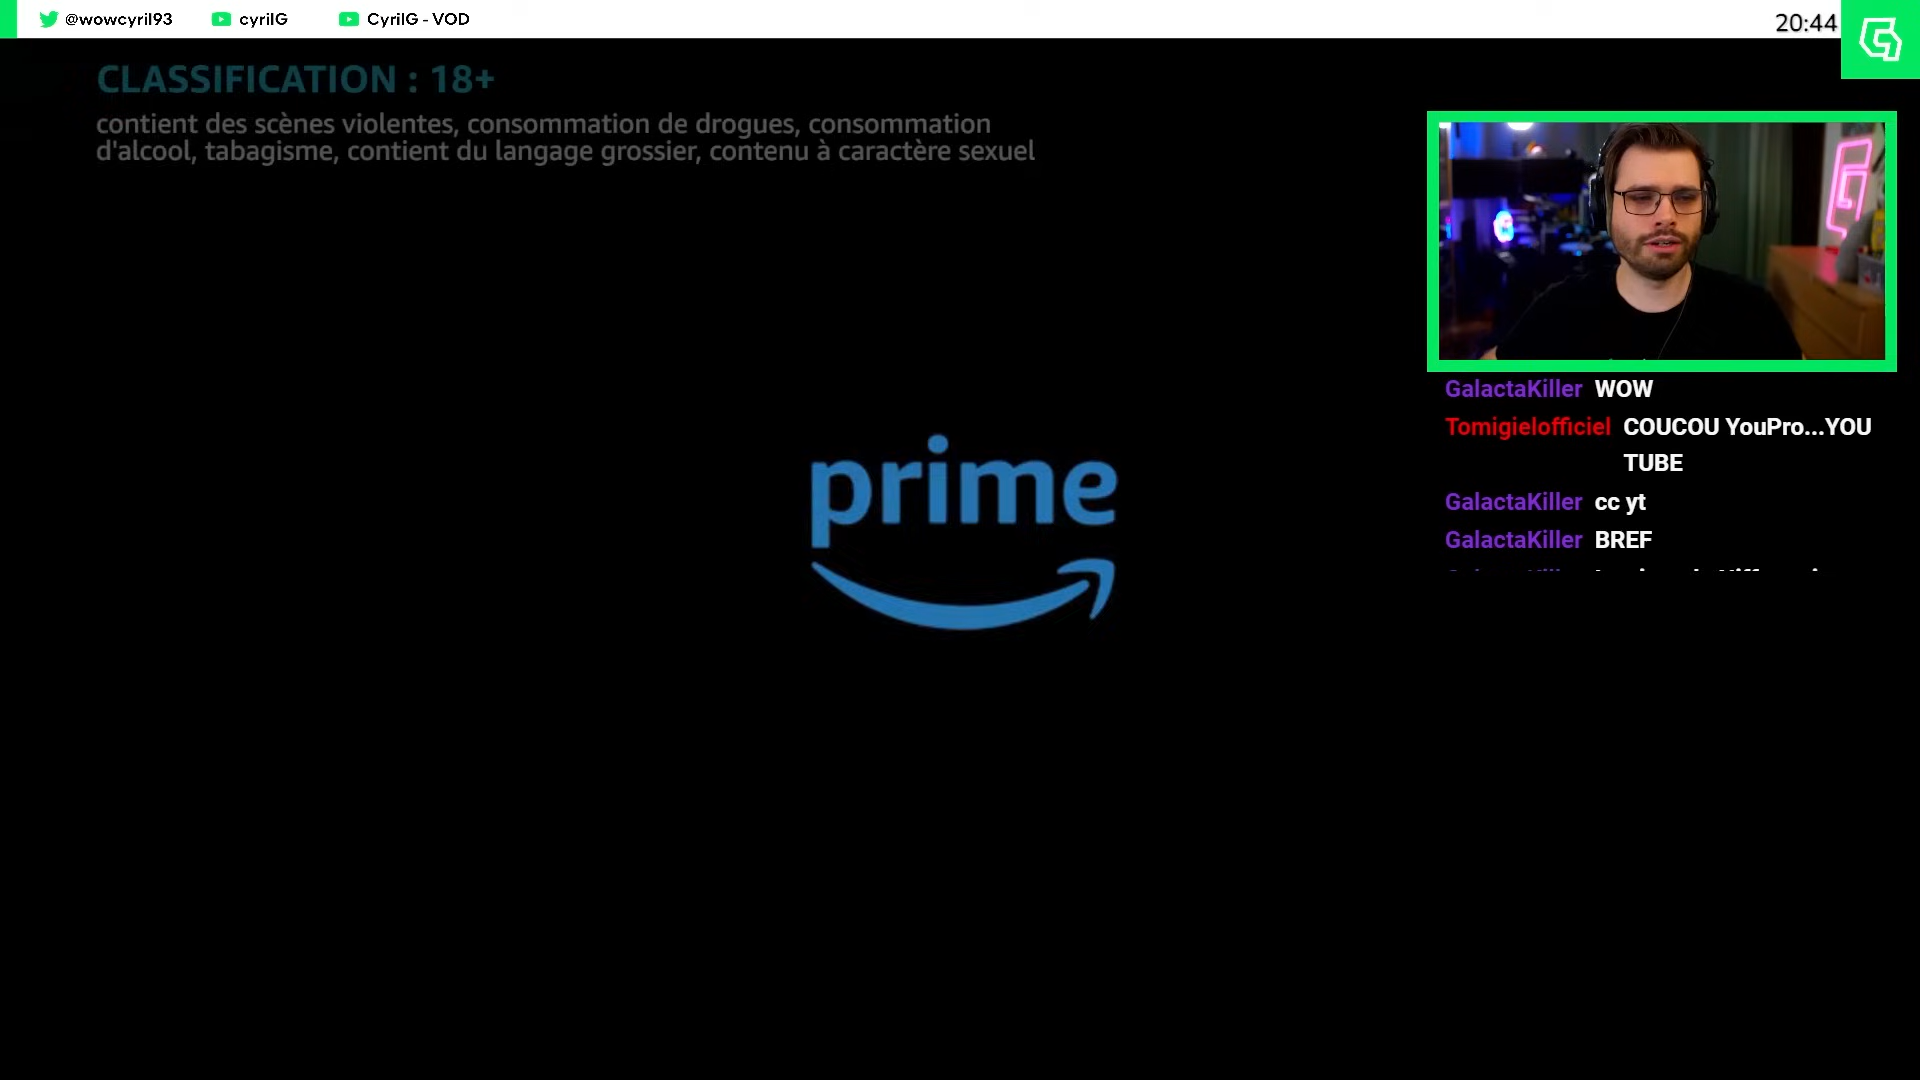 @wowcyril93 cyrilG CyrilG - VOD 20:44
CLASSIFICATION : 18+
contient des scènes violentes, consommation de drogues, consommation
d'alcool, tabagisme, contient du langage grossier, contenu à caractère sexuel
prime
GalactaKiller WOW
Tomigielofficiel COUCOU YouPro...YOU
TUBE
GalactaKiller cc yt
GalactaKiller BREF